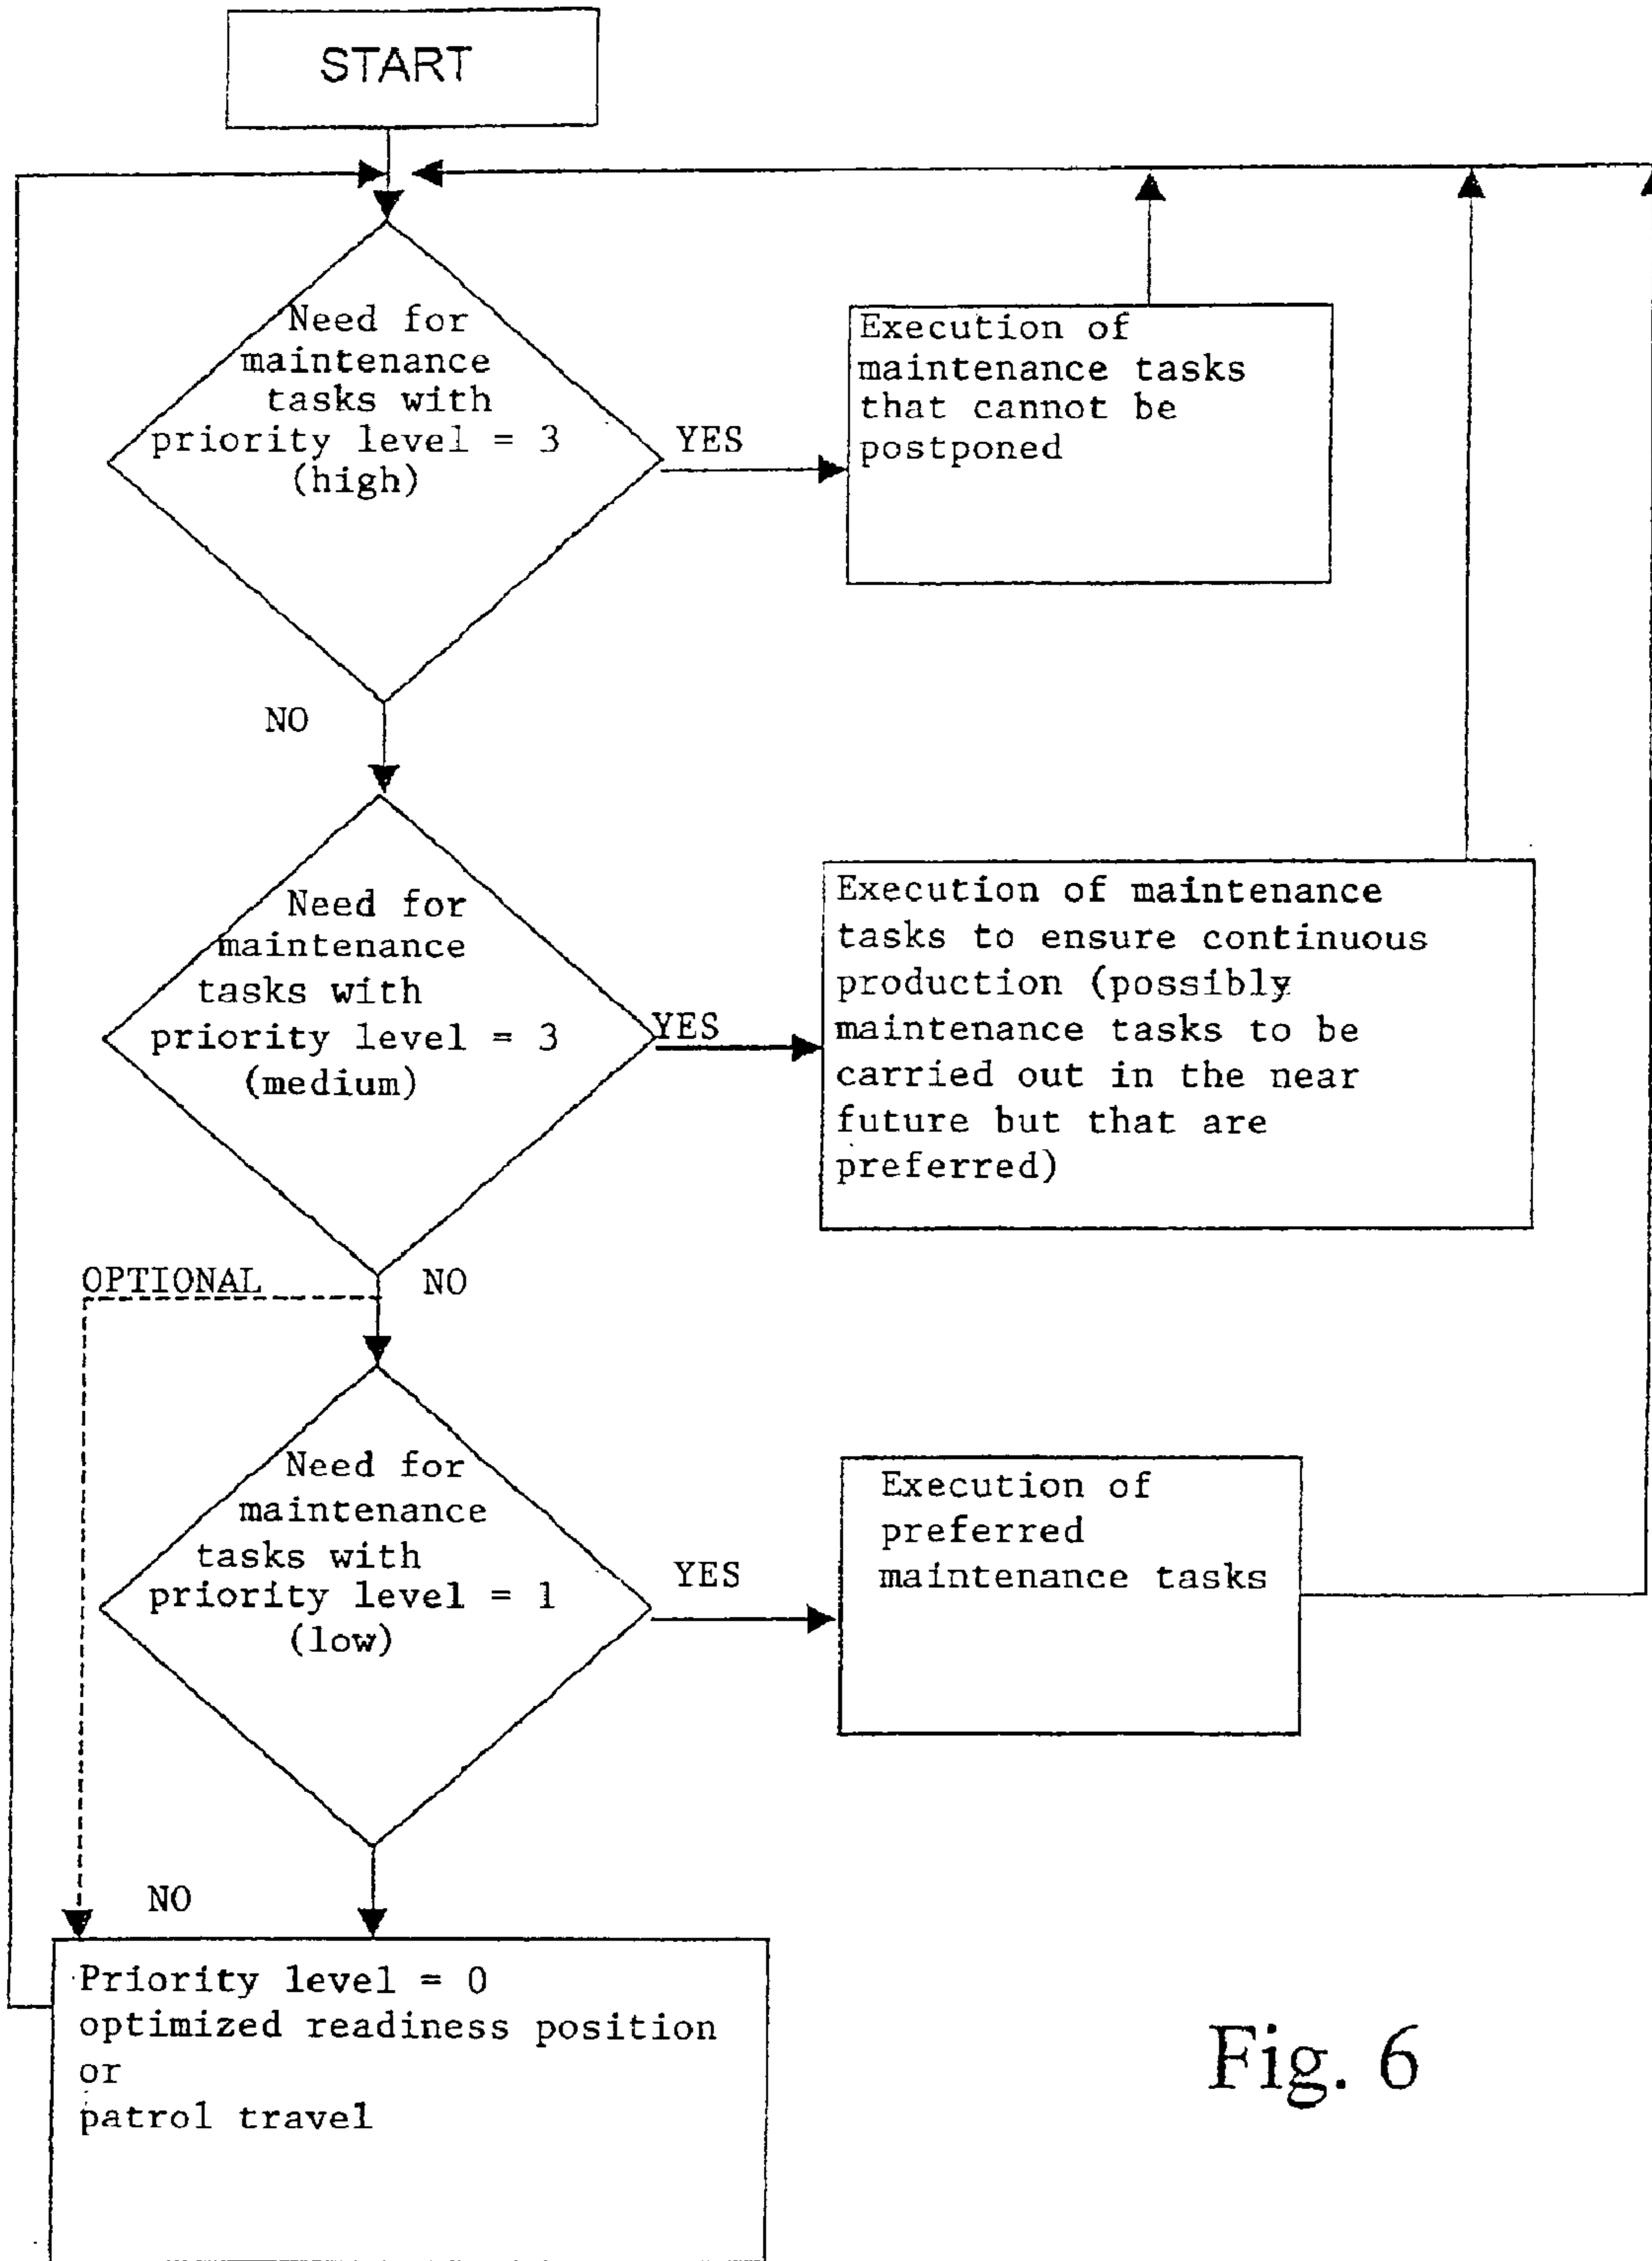 START
Need for
maintenance
tasks with
priority level = 3
(high)
YES
Execution of
maintenance tasks
that cannot be
postponed
NO
Need for
maintenance
tasks with
priority level = 3
(medium)
YES
Execution of maintenance
tasks to ensure continuous
production (possibly
maintenance tasks to be
carried out in the near
future but that are
preferred)
OPTIONAL
NO
Need for
maintenance
tasks with
priority level = 1
(low)
YES
Execution of
preferred
maintenance tasks
NO
Priority level = 0
optimized readiness position
or
patrol travel
Fig. 6